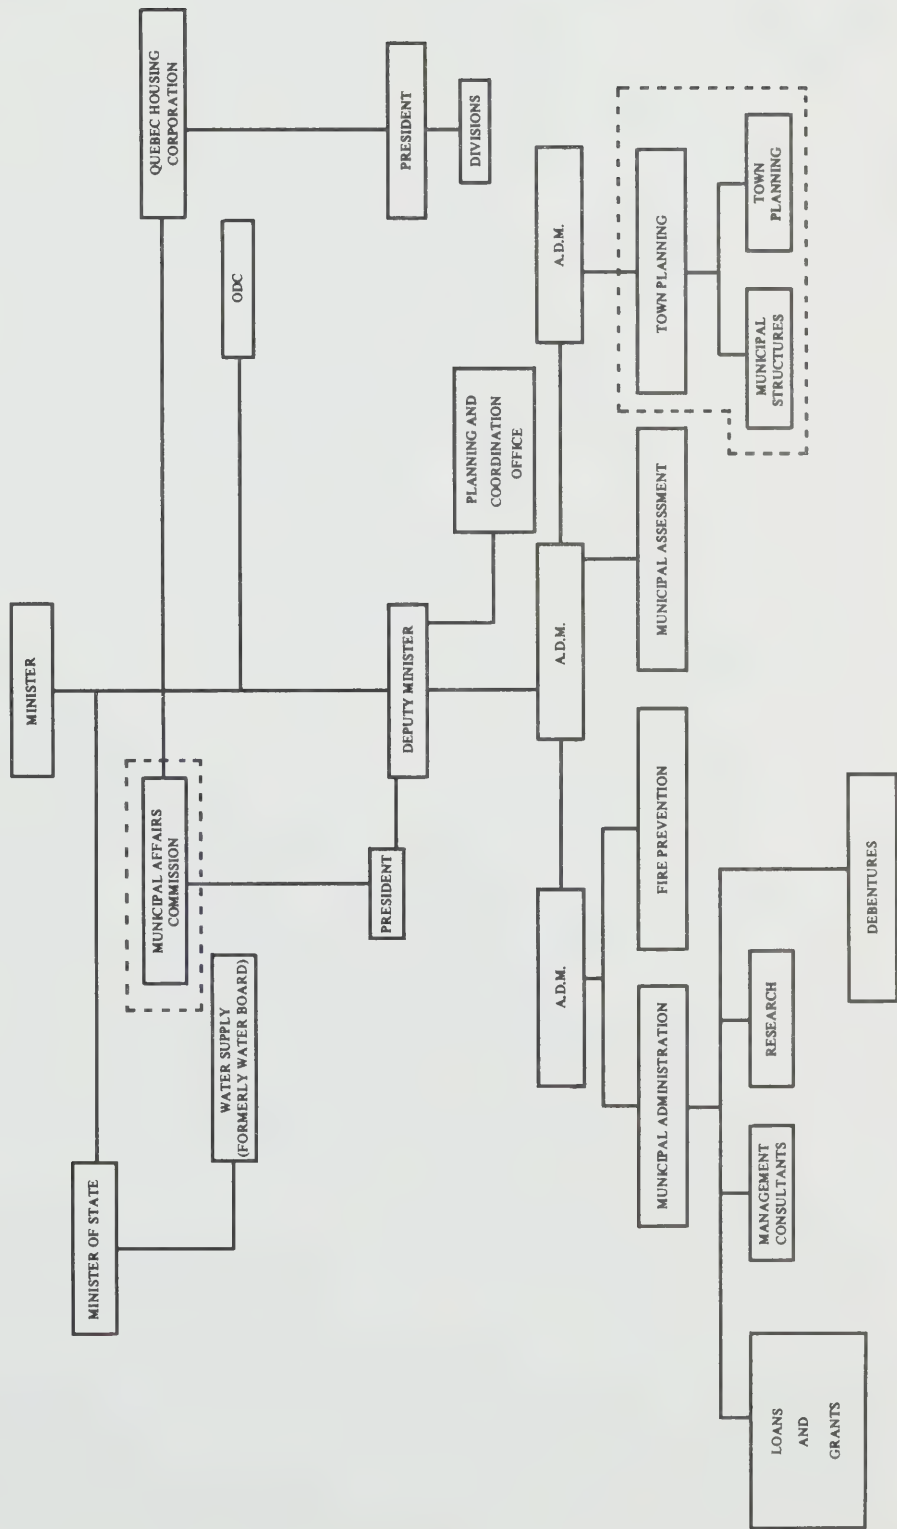 MINISTER
MINISTER OF STATE
MUNICIPAL AFFAIRS
COMMISSION
QUEBEC HOUSING
CORPORATION
WATER SUPPLY
(FORMERLY WATER BOARD)
ODC
PRESIDENT
DEPUTY MINISTER
PRESIDENT
DIVISIONS
PLANNING AND
COORDINATION
OFFICE
A.D.M.
A.D.M.
A.D.M.
MUNICIPAL ADMINISTRATION
FIRE PREVENTION
MUNICIPAL ASSESSMENT
TOWN PLANNING
LOANS
AND
GRANTS
MANAGEMENT
CONSULTANTS
RESEARCH
DEBENTURES
MUNICIPAL
STRUCTURES
TOWN
PLANNING